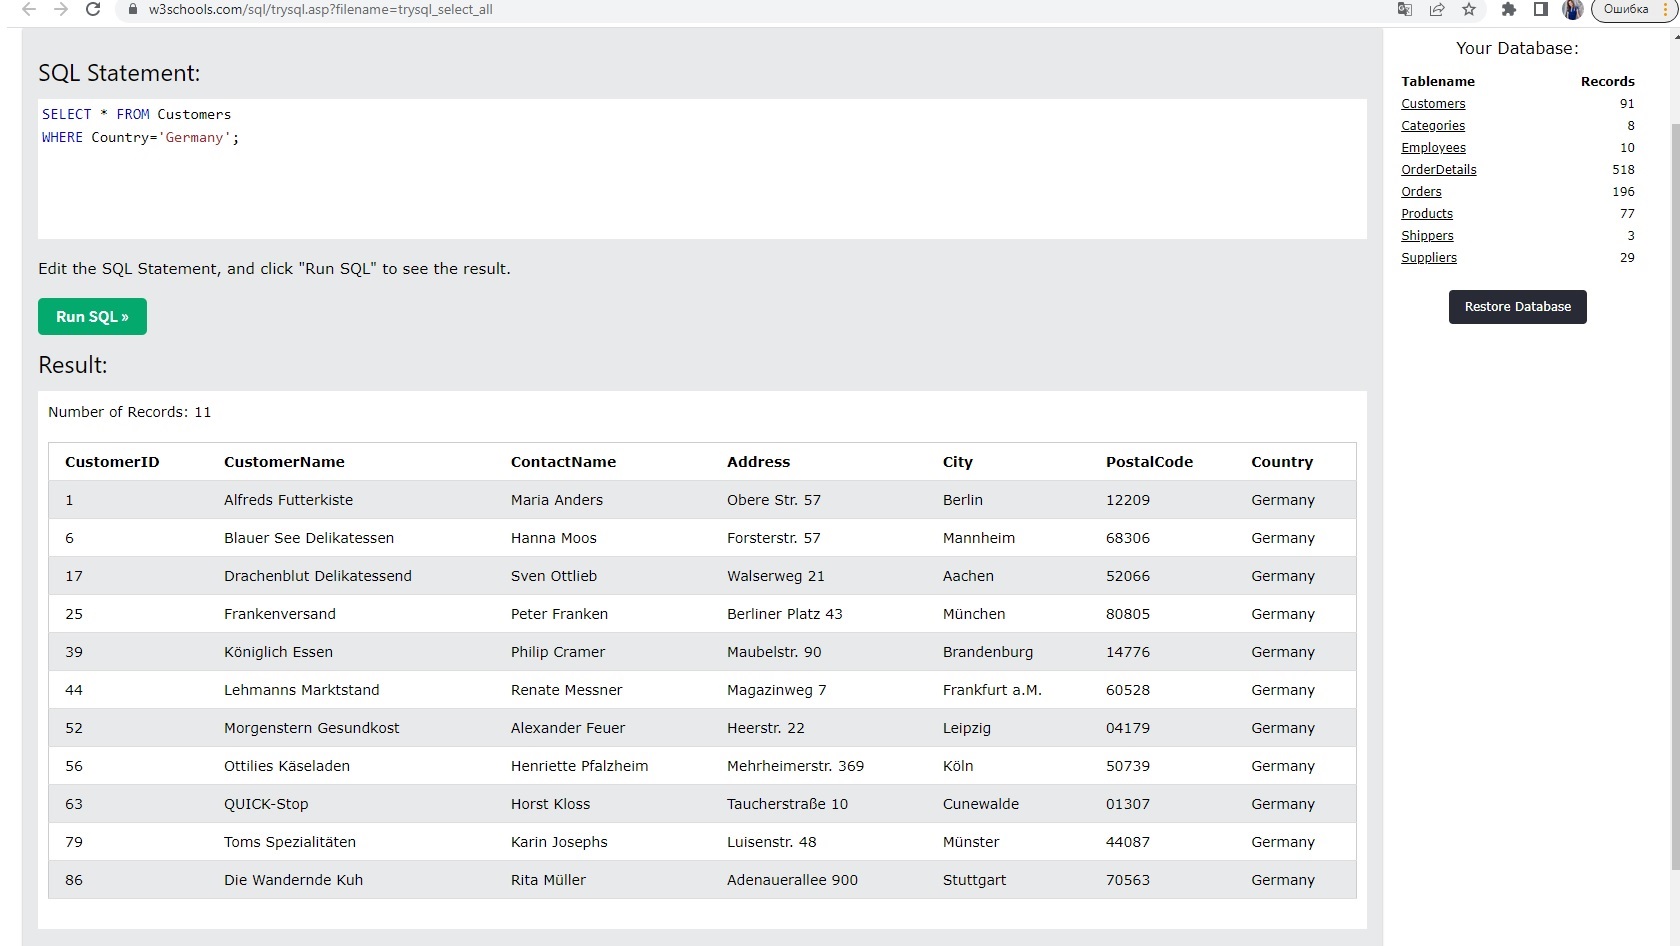 w3schools.com/sql/trysql.asp?filename=trysql_select_all
Ошибка
SQL Statement:
SELECT * FROM Customers
WHERE Country='Germany';
Edit the SQL Statement, and click "Run SQL" to see the result.
Run SQL »
Result:
Number of Records: 11
CustomerID CustomerName ContactName Address City PostalCode Country
1 Alfreds Futterkiste Maria Anders Obere Str. 57 Berlin 12209 Germany
6 Blauer See Delikatessen Hanna Moos Forsterstr. 57 Mannheim 68306 Germany
17 Drachenblut Delikatessend Sven Ottlieb Walserweg 21 Aachen 52066 Germany
25 Frankenversand Peter Franken Berliner Platz 43 München 80805 Germany
39 Königlich Essen Philip Cramer Maubelstr. 90 Brandenburg 14776 Germany
44 Lehmanns Marktstand Renate Messner Magazinweg 7 Frankfurt a.M. 60528 Germany
52 Morgenstern Gesundkost Alexander Feuer Heerstr. 22 Leipzig 04179 Germany
56 Ottilies Käseladen Henriette Pfalzheim Mehrheimerstr. 369 Köln 50739 Germany
63 QUICK-Stop Horst Kloss Taucherstraße 10 Cunewalde 01307 Germany
79 Toms Spezialitäten Karin Josephs Luisenstr. 48 Münster 44087 Germany
86 Die Wandernde Kuh Rita Müller Adenauerallee 900 Stuttgart 70563 Germany
Your Database:
Tablename Records
Customers 91
Categories 8
Employees 10
OrderDetails 518
Orders 196
Products 77
Shippers 3
Suppliers 29
Restore Database